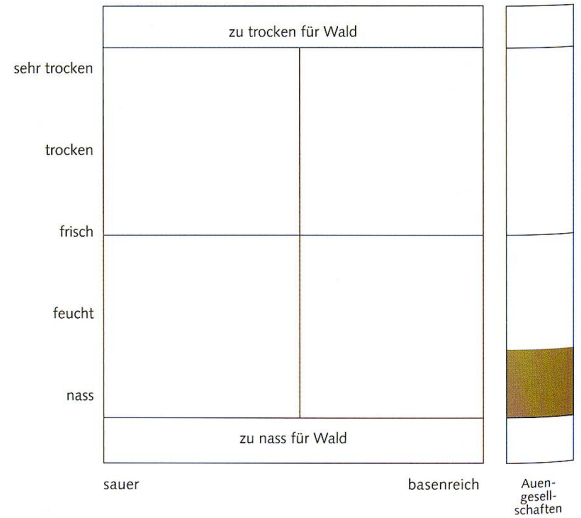 zu trocken für Wald
sehr trocken
trocken
frisch
feucht
nass
zu nass für Wald
sauer
basenreich
Auen-
gesell-
schaften